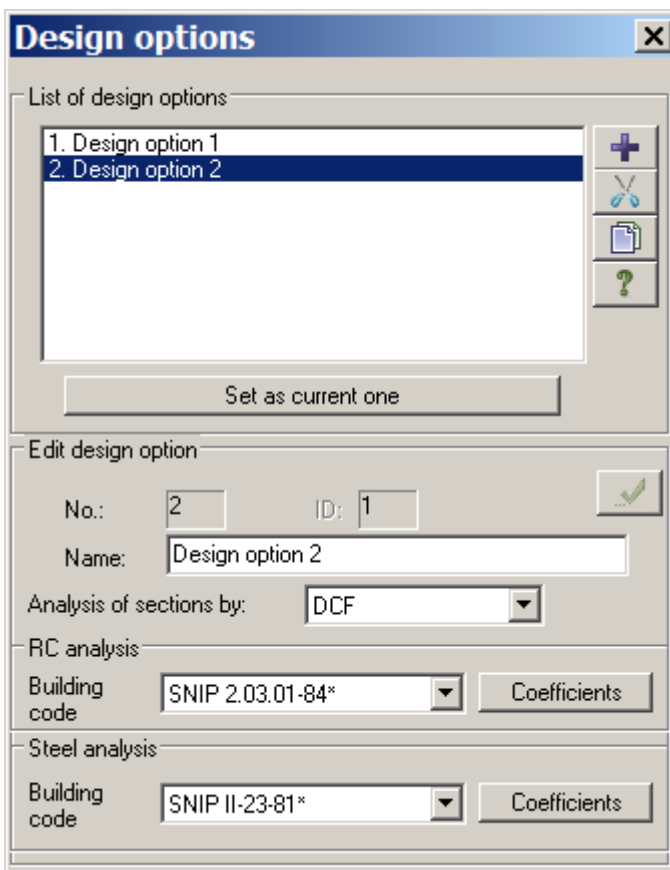 Design options
List of design options
1. Design option 1
2. Design option 2
Set as current one
Edit design option
No.: 2 ID: 1
Name: Design option 2
Analysis of sections by: DCF
RC analysis
Building
code
SNIP 2.03.01-84*
Coefficients
Steel analysis
Building
code
SNIP II-23-81*
Coefficients